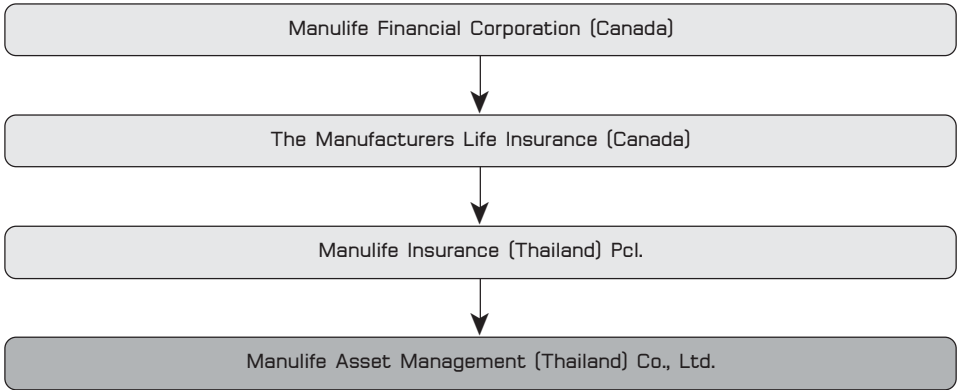 Manulife Financial Corporation (Canada)
The Manufacturers Life Insurance (Canada)
Manulife Insurance (Thailand) Pcl.
Manulife Asset Management (Thailand) Co., Ltd.